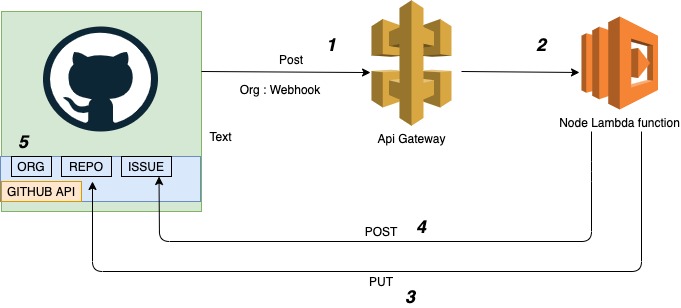 1
2
Post
Org : Webhook
Api Gateway
Node Lambda function
Text
5
ORG
REPO
ISSUE
GITHUB API
POST
4
PUT
3